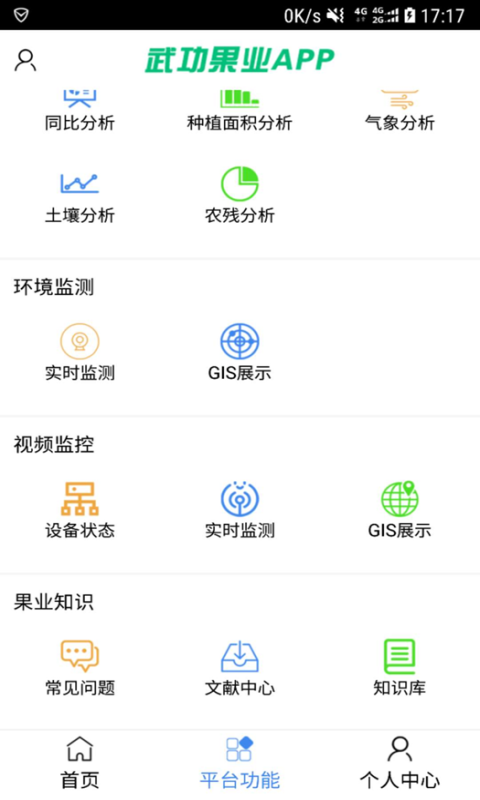 0K/s 4G 4G 2G 17:17
武功果业APP
同比分析 种植面积分析 气象分析
土壤分析 农残分析
环境监测
实时监测 GIS展示
视频监控
设备状态 实时监测 GIS展示
果业知识
常见问题 文献中心 知识库
首页 平台功能 个人中心